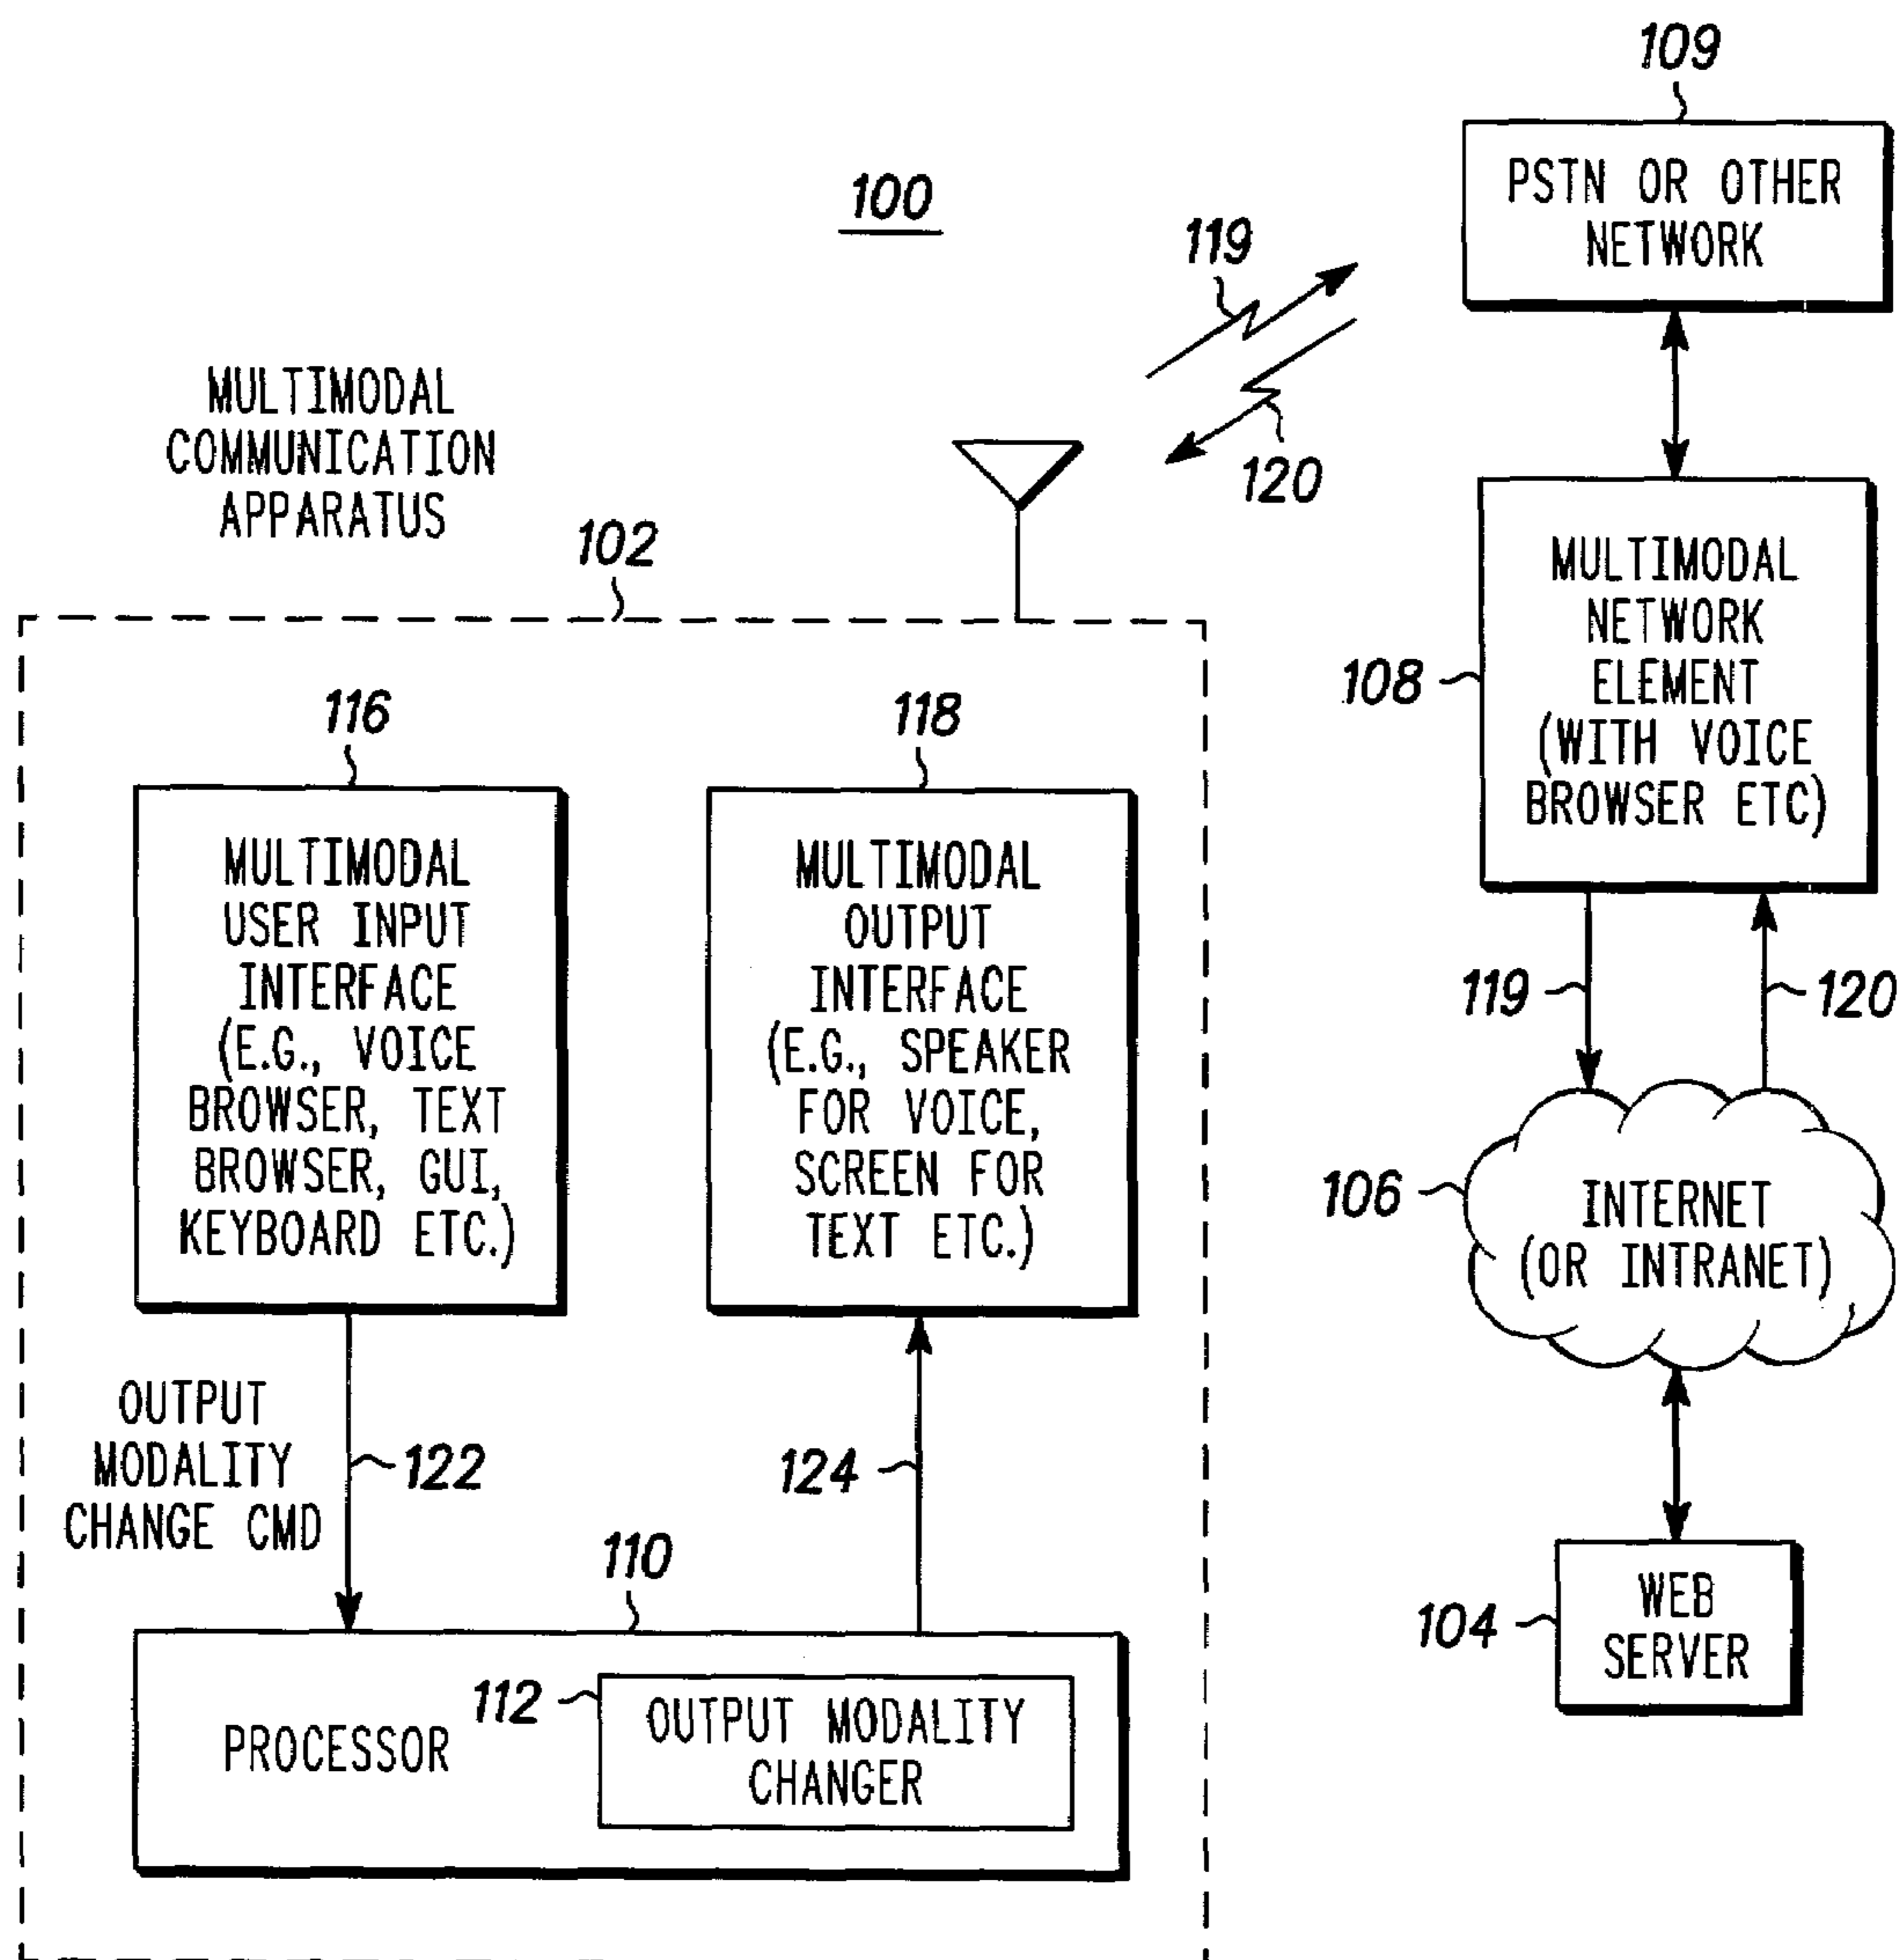 109
PSTN OR OTHER
NETWORK
100
119
120
MULTIMODAL
COMMUNICATION
APPARATUS
102
108
MULTIMODAL
NETWORK
ELEMENT
(WITH VOICE
BROWSER ETC)
116
118
MULTIMODAL
USER INPUT
INTERFACE
(E.G., VOICE
BROWSER, TEXT
BROWSER, GUI,
KEYBOARD ETC.)
MULTIMODAL
OUTPUT
INTERFACE
(E.G., SPEAKER
FOR VOICE,
SCREEN FOR
TEXT ETC.)
119
120
106
INTERNET
(OR INTRANET)
OUTPUT
MODALITY
CHANGE CMD
122
124
110
104
WEB
SERVER
PROCESSOR
112
OUTPUT MODALITY
CHANGER